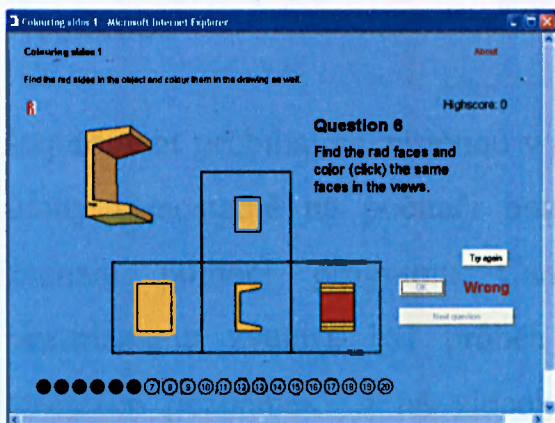 Colouring sides 1 - Microsoft Internet Explorer
Colouring sides 1
About
Find the red sides in the object and colour them in the drawing as well.
Highscore: 0
Question 6
Find the rad faces and
color (click) the same
faces in the views.
Try again
OK
Wrong
Next question
7 8 9 10 11 12 13 14 15 16 17 18 19 20